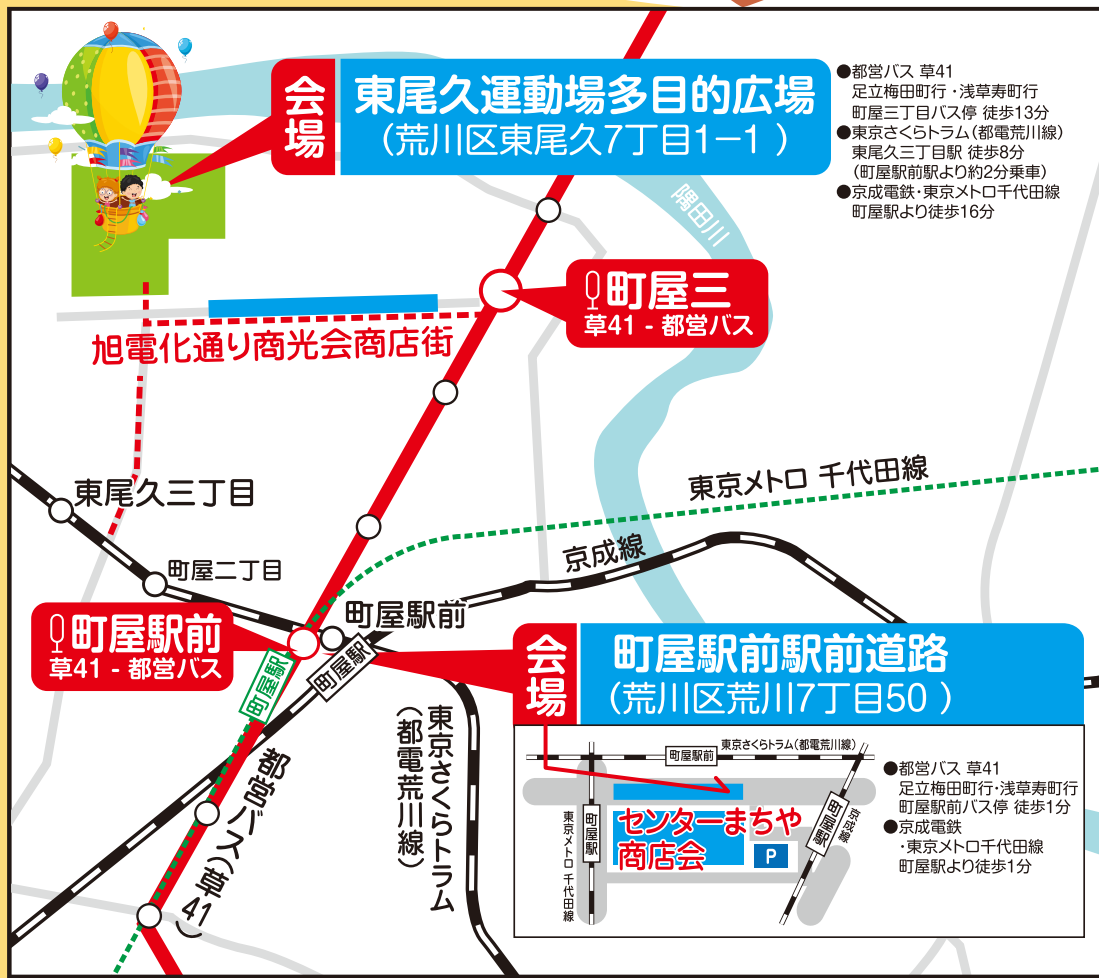 会場
東尾久運動場多目的広場
(荒川区東尾久7丁目1−1 )
●都営バス 草41
足立梅田町行・浅草寿町行
町屋三丁目バス停 徒歩13分
●東京さくらトラム(都電荒川線)
東尾久三丁目駅 徒歩8分
(町屋駅前駅より約2分乗車)
●京成電鉄・東京メトロ千代田線
町屋駅より徒歩16分
隅田川
町屋三
草41 - 都営バス
旭電化通り商光会商店街
東京メトロ 千代田線
東尾久三丁目
京成線
町屋二丁目
町屋駅前
町屋駅前
草41 - 都営バス
町屋駅
町屋駅
都営バス(草41)
東京さくらトラム
(都電荒川線)
会場
町屋駅前駅前道路
(荒川区荒川7丁目50 )
東京さくらトラム(都電荒川線)
町屋駅前
町屋駅
東京メトロ 千代田線
センターまちや
商店会
P
町屋駅
京成線
●都営バス 草41
足立梅田町行・浅草寿町行
町屋駅前バス停 徒歩1分
●京成電鉄
・東京メトロ千代田線
町屋駅より徒歩1分